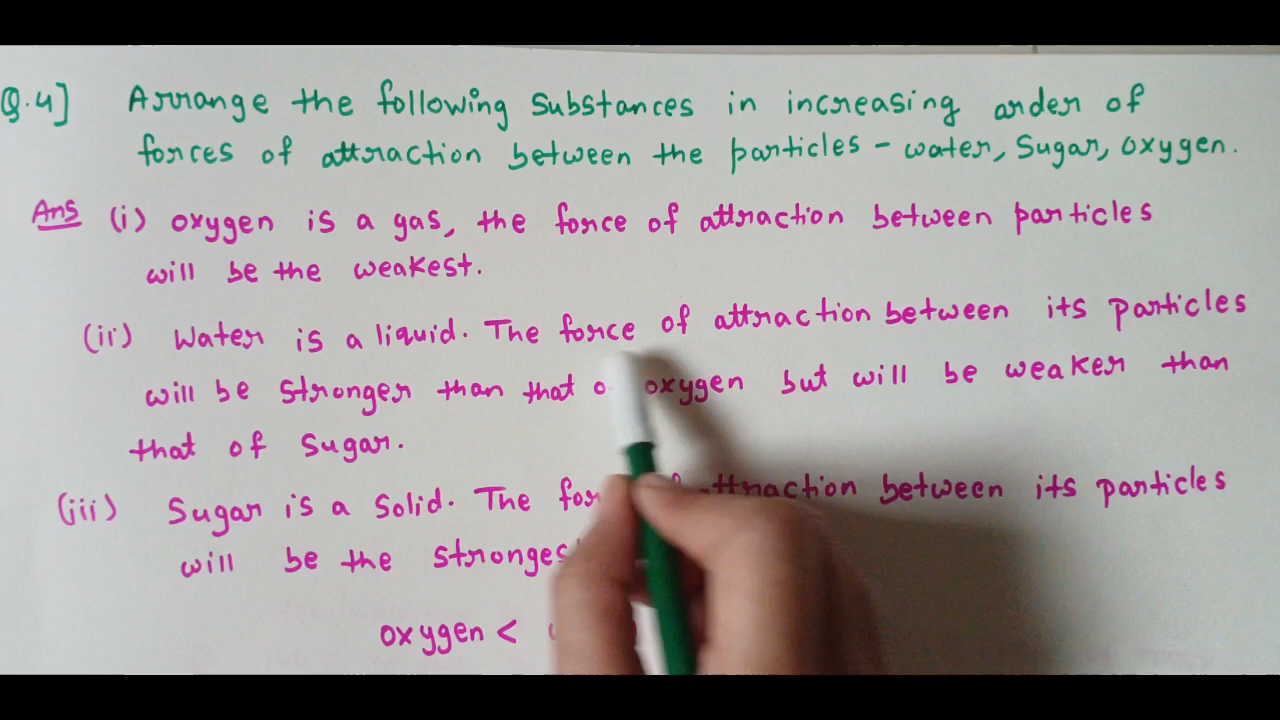 Q.4] Arrange the following Substances in increasing order of
forces of attraction between the particles - water, Sugar, oxygen.
Ans (i) oxygen is a gas, the force of attraction between particles
will be the weakest.
(ii) Water is a liquid. The force of attraction between its particles
will be stronger than that oxygen but will be weaker than
that of Sugar.
(iii) Sugar is a Solid. The attraction between its particles
will be the
oxygen <